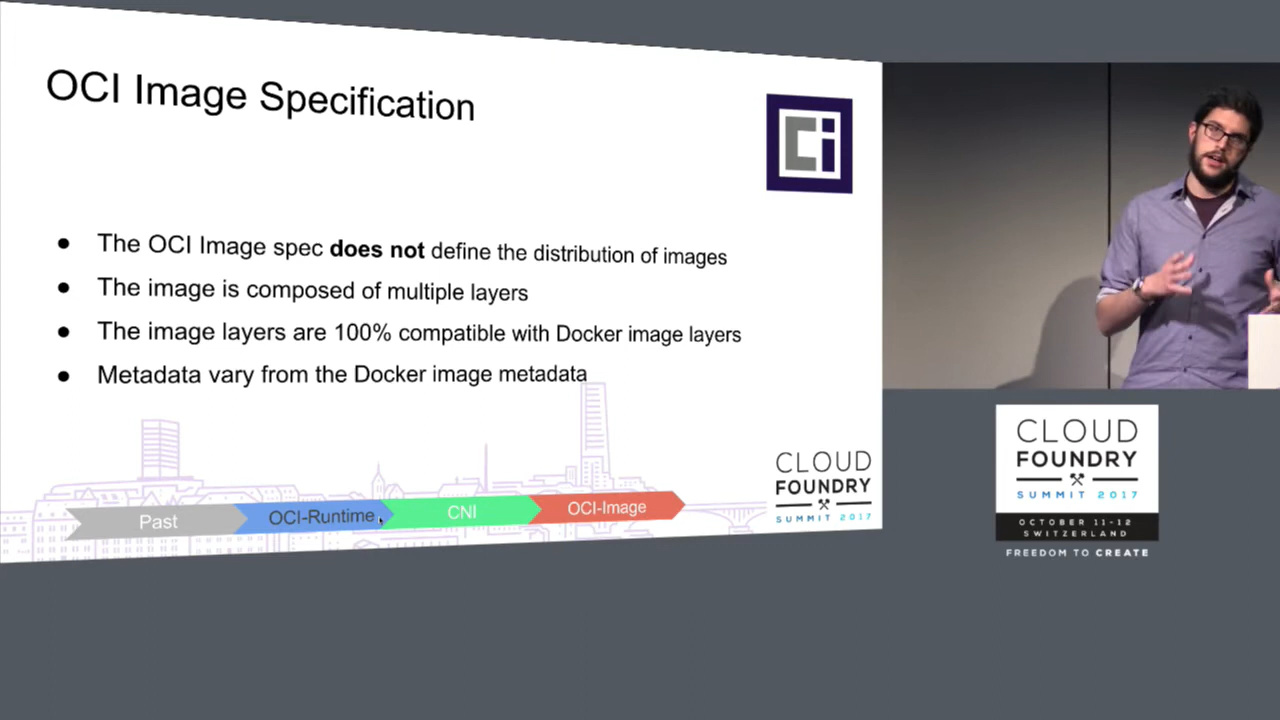 OCI Image Specification
Ci
● The OCI Image spec does not define the distribution of images
● The image is composed of multiple layers
● The image layers are 100% compatible with Docker image layers
● Metadata vary from the Docker image metadata
Past
OCI-Runtime
CNI
OCI-Image
CLOUD
FOUNDRY
SUMMIT 2017
CLOUD
FOUNDRY
SUMMIT 2017
OCTOBER 11-12
SWITZERLAND
FREEDOM TO CREATE